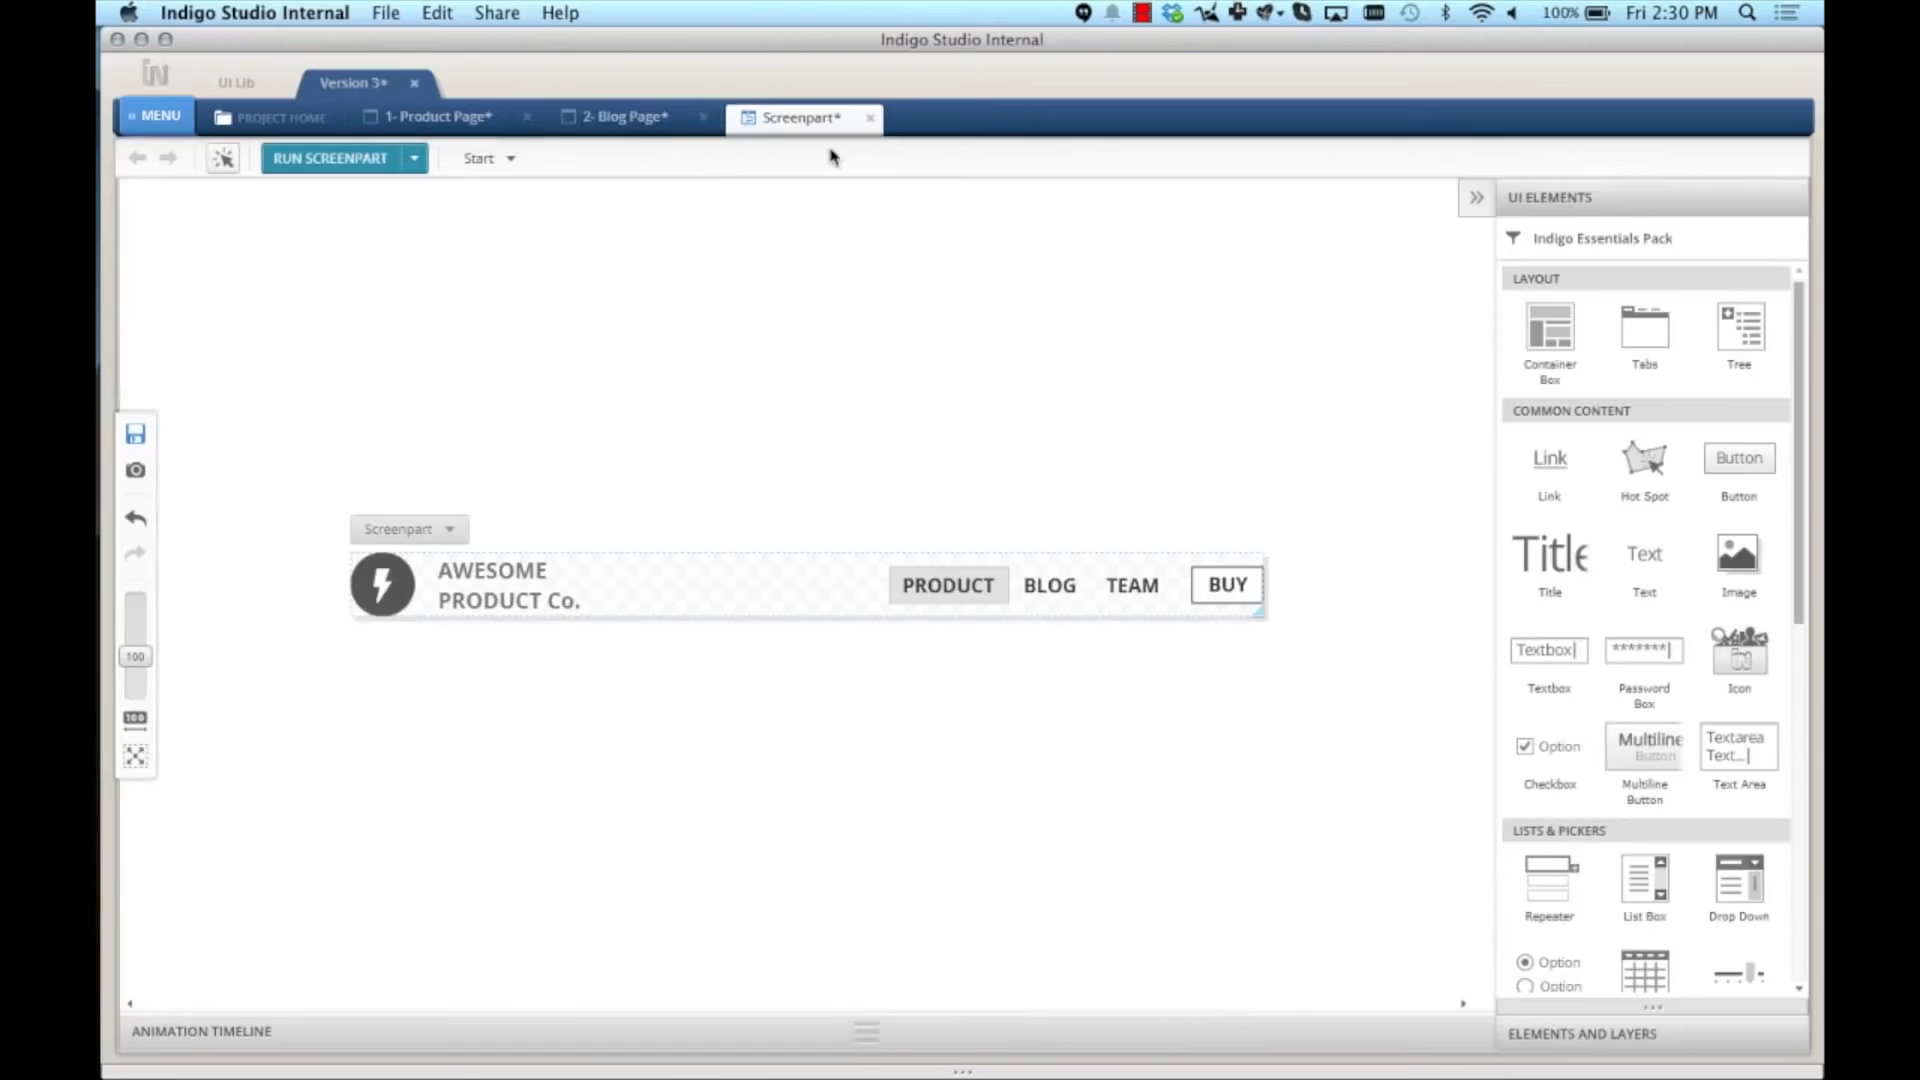 Indigo Studio Internal File Edit Share Help 100% Fri 2:30 PM
Indigo Studio Internal
UI Lib Version 3*
MENU PROJECT HOME 1- Product Page* 2- Blog Page* Screenpart*
RUN SCREENPART Start
UI ELEMENTS
Indigo Essentials Pack
LAYOUT
Container Box
Tabs
Tree
COMMON CONTENT
Link
Link
Hot Spot
Button
Button
Title
Title
Text
Text
Image
Textbox
Textbox
*******
Password Box
Icon
Option
Checkbox
Multiline
Button
Multiline Button
Textarea
Text...
Text Area
LISTS & PICKERS
Repeater
List Box
Drop Down
Option
Option
100
100
Screenpart
AWESOME
PRODUCT Co.
PRODUCT BLOG TEAM BUY
ANIMATION TIMELINE
ELEMENTS AND LAYERS